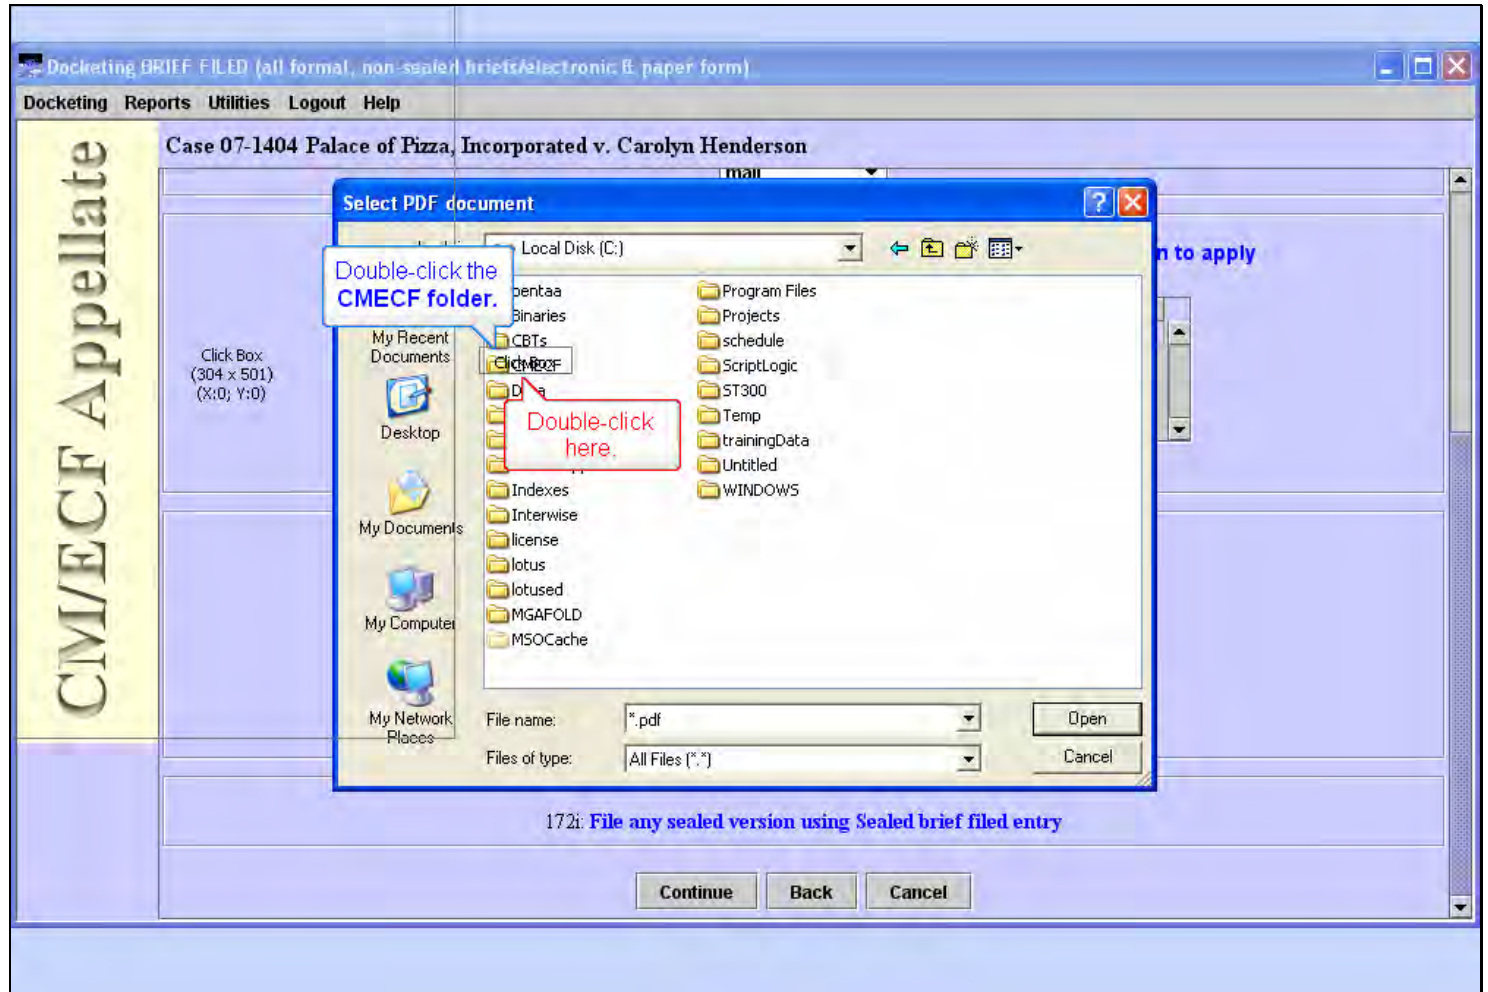 Docketing BRIEF FILED (all formal, non-sealed briefs/electronic & paper form)
Docketing Reports Utilities Logout Help
CM/ECF Appellate
Case 07-1404 Palace of Pizza, Incorporated v. Carolyn Henderson
mail
Select PDF document
Local Disk (C:)
n to apply
Double-click the
CMECF folder.
Click Box
(304 x 501)
(X:0; Y:0)
My Recent
Documents
Desktop
My Documents
My Computer
My Network
Places
pentaa
Binaries
CBTs
CMECF
Click Box
Data
Double-click
here.
Indexes
Interwise
license
lotus
lotused
MGAFOLD
MSOCache
Program Files
Projects
schedule
ScriptLogic
ST300
Temp
trainingData
Untitled
WINDOWS
File name: *.pdf Open
Files of type: All Files (*.*) Cancel
172i: File any sealed version using Sealed brief filed entry
Continue Back Cancel